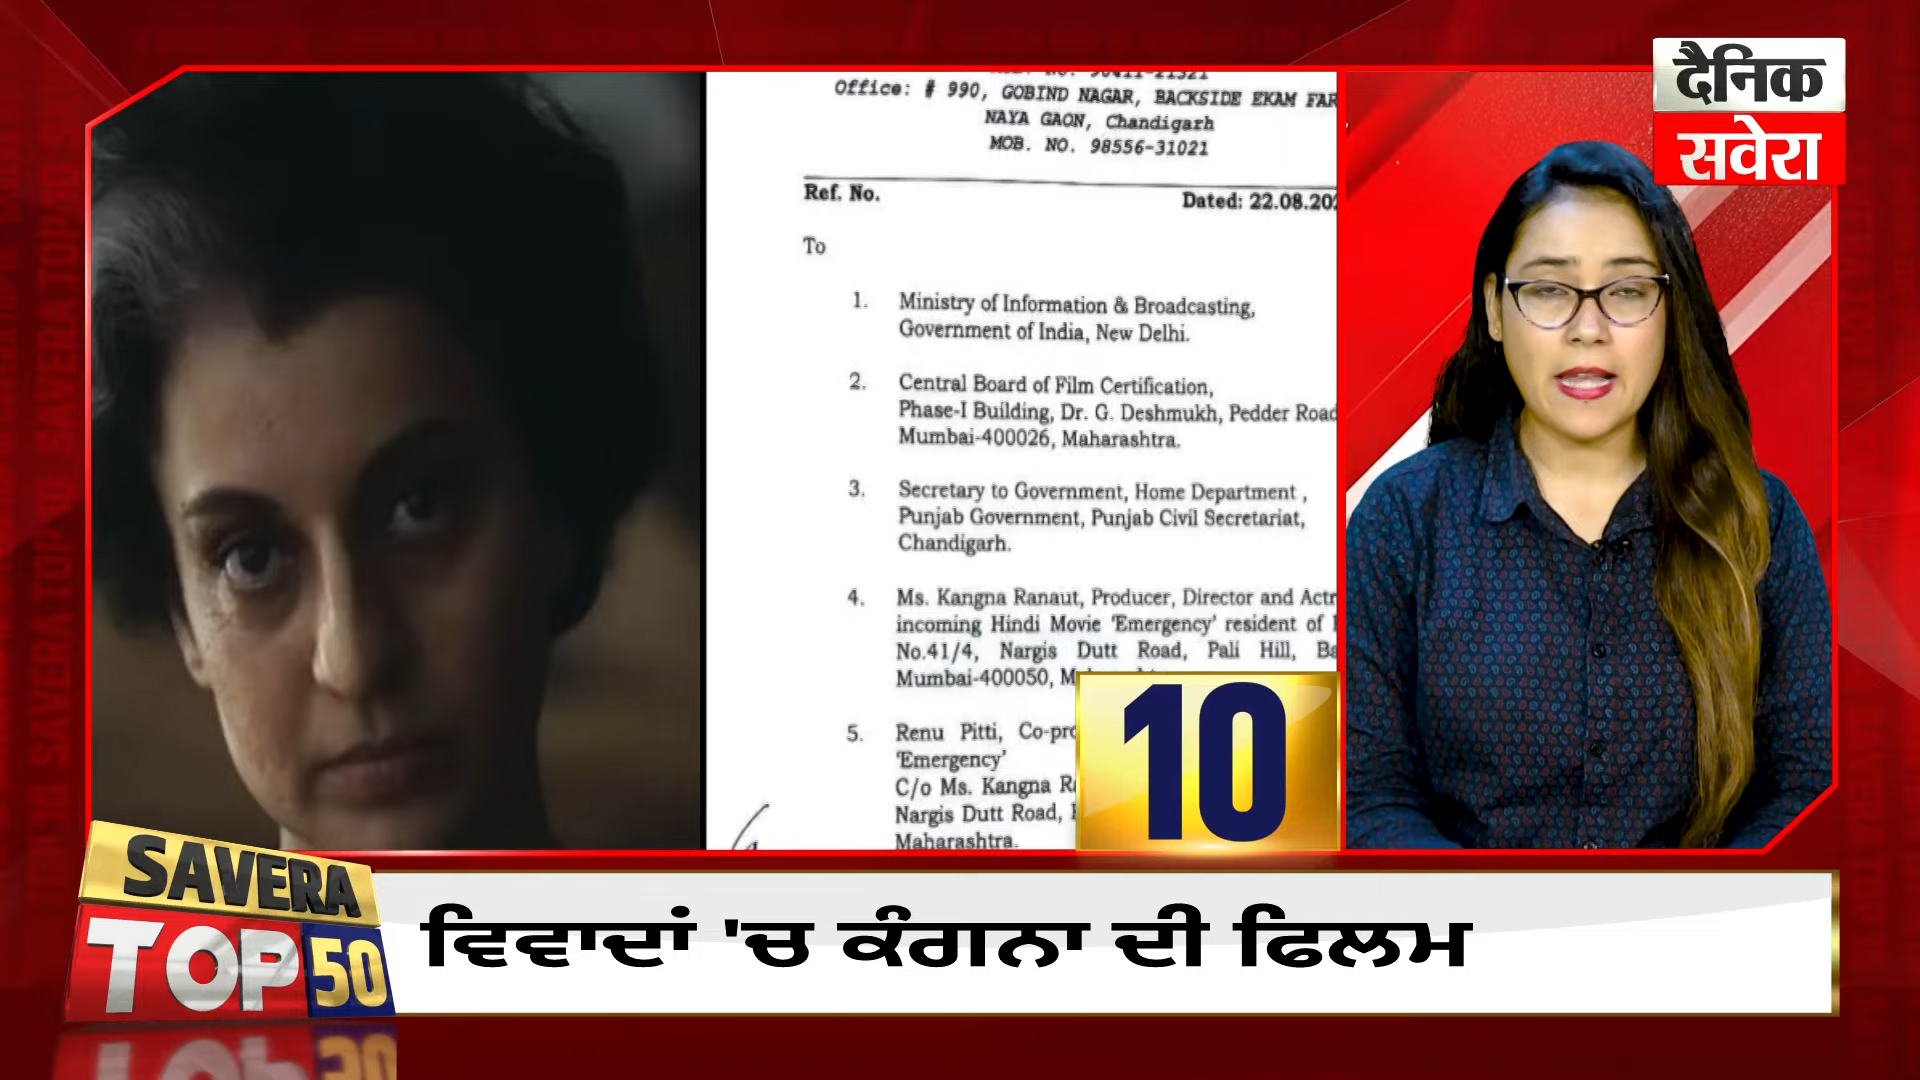 दैनिक
सवेरा
Office: # 990, GOBIND NAGAR, BACKSIDE EKAM FAR
NAYA GAON, Chandigarh
MOB. NO. 98556-31021
Ref. No.
Dated: 22.08.202
To
1. Ministry of Information & Broadcasting,
Government of India, New Delhi.
2. Central Board of Film Certification,
Phase-I Building, Dr. G. Deshmukh, Pedder Road
Mumbai-400026, Maharashtra.
3. Secretary to Government, Home Department ,
Punjab Government, Punjab Civil Secretariat,
Chandigarh.
4. Ms. Kangna Ranaut, Producer, Director and Actr
incoming Hindi Movie 'Emergency' resident of
No.41/4, Nargis Dutt Road, Pali Hill, Ba
Mumbai-400050,
5. Renu Pitti, Co-pro
'Emergency'
C/o Ms. Kangna Ra
Nargis Dutt Road,
Maharashtra.
10
SAVERA
TOP 50
ਵਿਵਾਦਾਂ 'ਚ ਕੰਗਨਾ ਦੀ ਫਿਲਮ